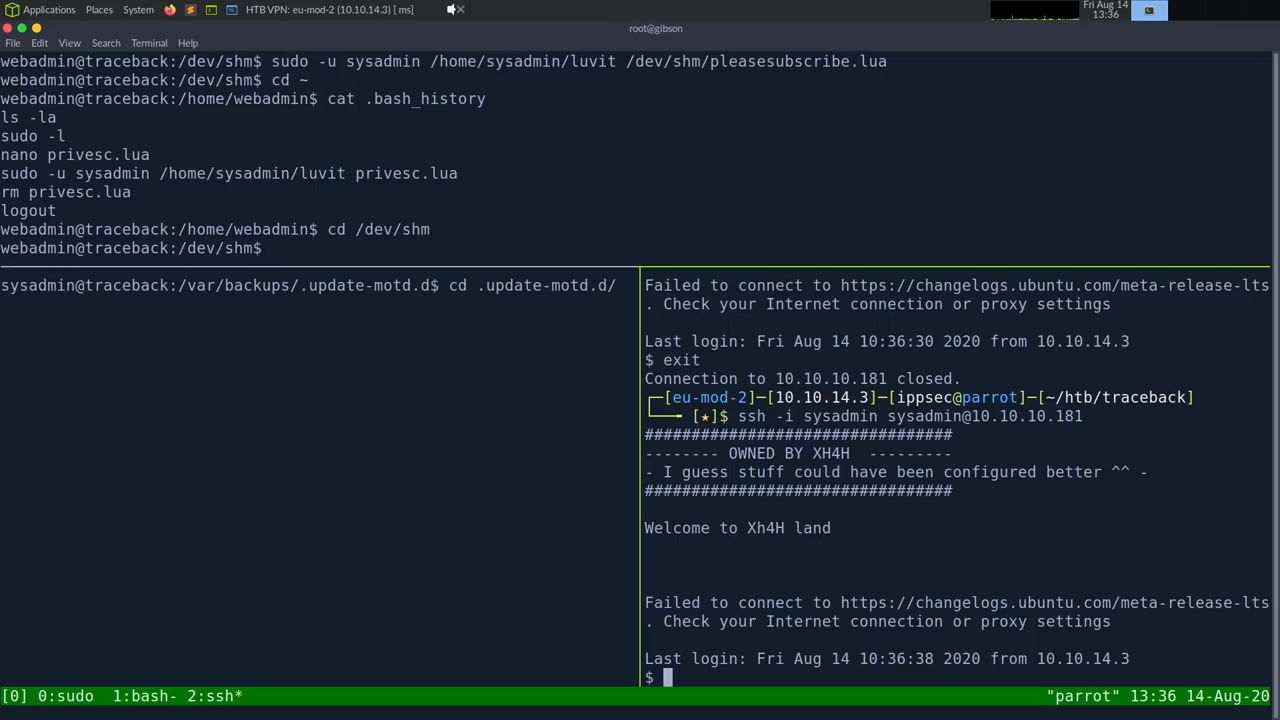 Applications Places System HTB VPN: eu-mod-2 (10.10.14.3) [ ms] Fri Aug 14 13:36
root@gibson
File Edit View Search Terminal Help
webadmin@traceback:/dev/shm$ sudo -u sysadmin /home/sysadmin/luvit /dev/shm/pleasesubscribe.lua
webadmin@traceback:/dev/shm$ cd ~
webadmin@traceback:/home/webadmin$ cat .bash_history
ls -la
sudo -l
nano privesc.lua
sudo -u sysadmin /home/sysadmin/luvit privesc.lua
rm privesc.lua
logout
webadmin@traceback:/home/webadmin$ cd /dev/shm
webadmin@traceback:/dev/shm$
sysadmin@traceback:/var/backups/.update-motd.d$ cd .update-motd.d/
Failed to connect to https://changelogs.ubuntu.com/meta-release-lts
. Check your Internet connection or proxy settings
Last login: Fri Aug 14 10:36:30 2020 from 10.10.14.3
$ exit
Connection to 10.10.10.181 closed.
┌─[eu-mod-2]─[10.10.14.3]─[ippsec@parrot]─[~/htb/traceback]
└──╼ [★]$ ssh -i sysadmin sysadmin@10.10.10.181
#################################
-------- OWNED BY XH4H  ---------
- I guess stuff could have been configured better ^^ -
#################################
Welcome to Xh4H land
Failed to connect to https://changelogs.ubuntu.com/meta-release-lts
. Check your Internet connection or proxy settings
Last login: Fri Aug 14 10:36:38 2020 from 10.10.14.3
$
[0] 0:sudo  1:bash- 2:ssh* "parrot" 13:36 14-Aug-20